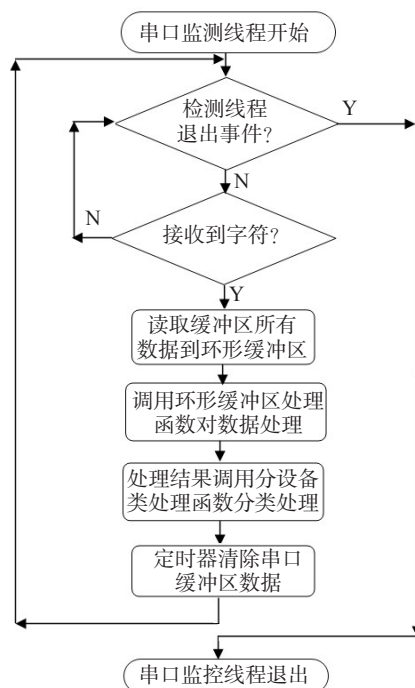 串口监测线程开始
检测线程
退出事件?
Y
N
N
接收到字符?
Y
读取缓冲区所有
数据到环形缓冲区
调用环形缓冲区处理
函数对数据处理
处理结果调用分设备
类处理函数分类处理
定时器清除串口
缓冲区数据
串口监控线程退出